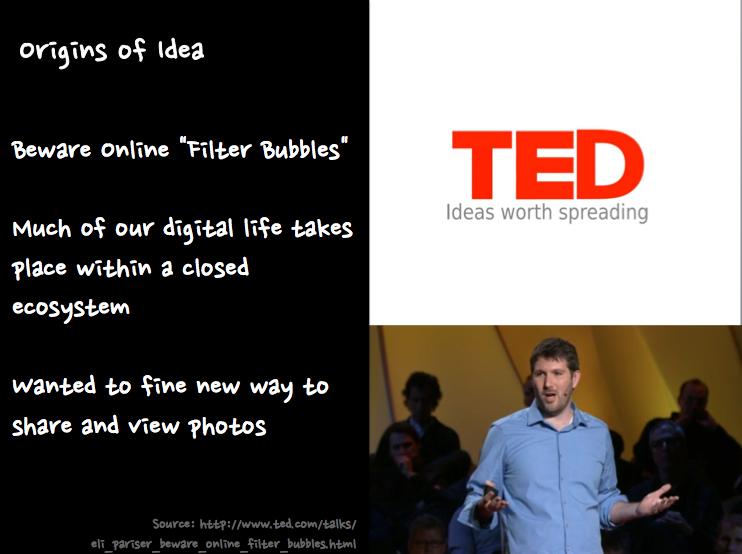 Origins of Idea
Beware Online "Filter Bubbles"
Much of our digital life takes
place within a closed
ecosystem
Wanted to fine new way to
share and view photos
Source: http://www.ted.com/talks/
eli_pariser_beware_online_filter_bubbles.html
TED
Ideas worth spreading